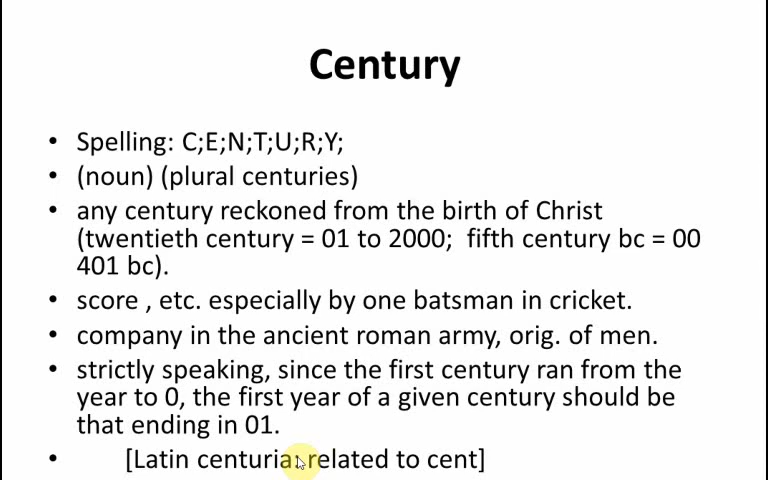 Century
• Spelling: C;E;N;T;U;R;Y;
• (noun) (plural centuries)
• any century reckoned from the birth of Christ
(twentieth century = 01 to 2000;  fifth century bc = 00
401 bc).
• score , etc. especially by one batsman in cricket.
• company in the ancient roman army, orig. of men.
• strictly speaking, since the first century ran from the
year to 0, the first year of a given century should be
that ending in 01.
• [Latin centuria: related to cent]